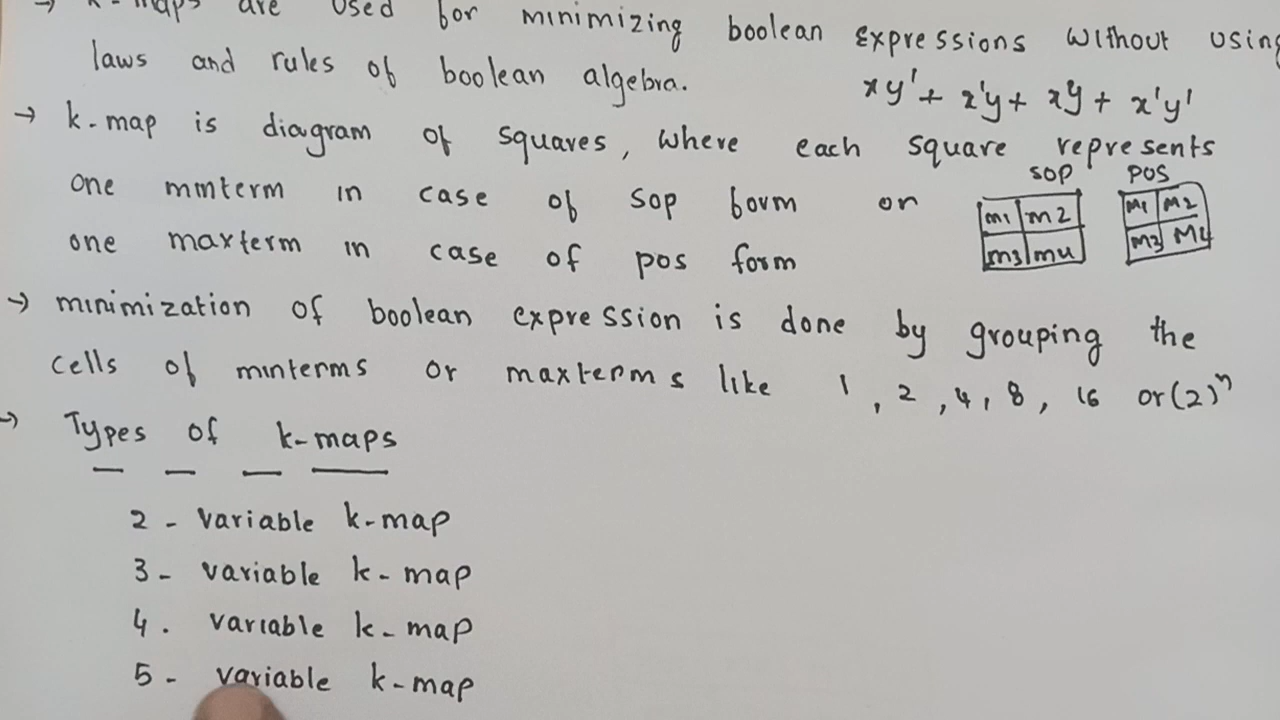 → k-maps are used for minimizing boolean expressions without using
laws and rules of boolean algebra.
xy' + x'y + xy + x'y'
→ k-map is diagram of squares, where each square represents
one minterm in case of sop form or
one maxterm in case of pos form
SOP POS
m1 m2 M1 M2
m3 m4 M3 M4
→ minimization of boolean expression is done by grouping the
cells of minterms or maxterms like 1, 2, 4, 8, 16 or (2)ⁿ
→ Types of k-maps
2 - variable k-map
3 - variable k-map
4 . variable k-map
5 - variable k-map